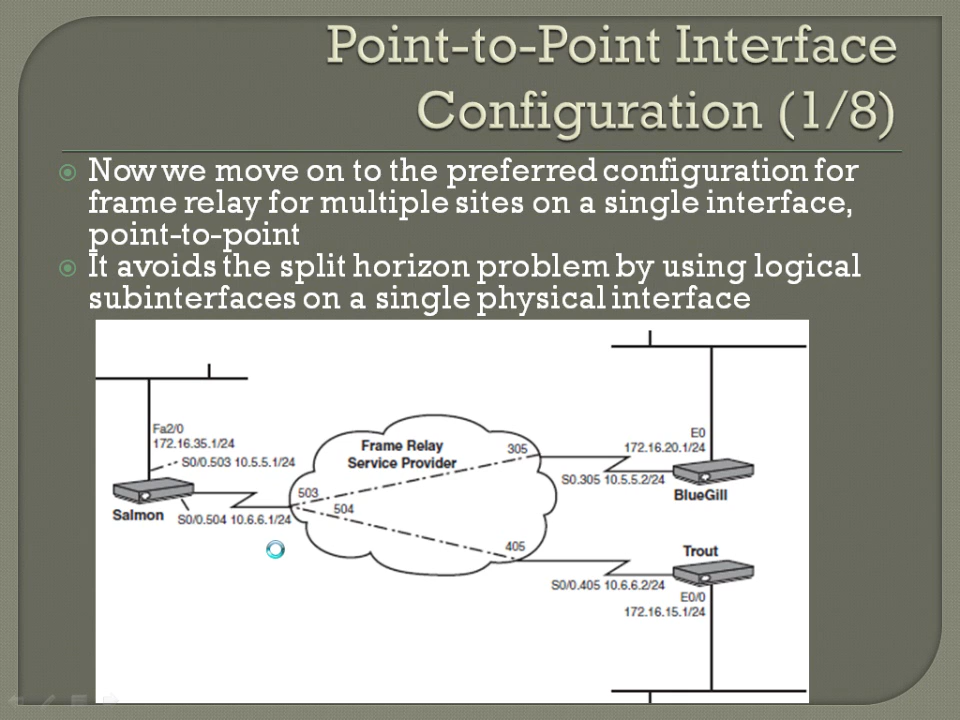 Point-to-Point Interface
Configuration (1/8)
Now we move on to the preferred configuration for
frame relay for multiple sites on a single interface,
point-to-point
It avoids the split horizon problem by using logical
subinterfaces on a single physical interface
Fa2/0
172.16.35.1/24
S0/0.503 10.5.5.1/24
Salmon
S0/0.504 10.6.6.1/24
Frame Relay
Service Provider
503
504
305
405
E0
172.16.20.1/24
S0.305 10.5.5.2/24
BlueGill
Trout
S0/0.405 10.6.6.2/24
E0/0
172.16.15.1/24